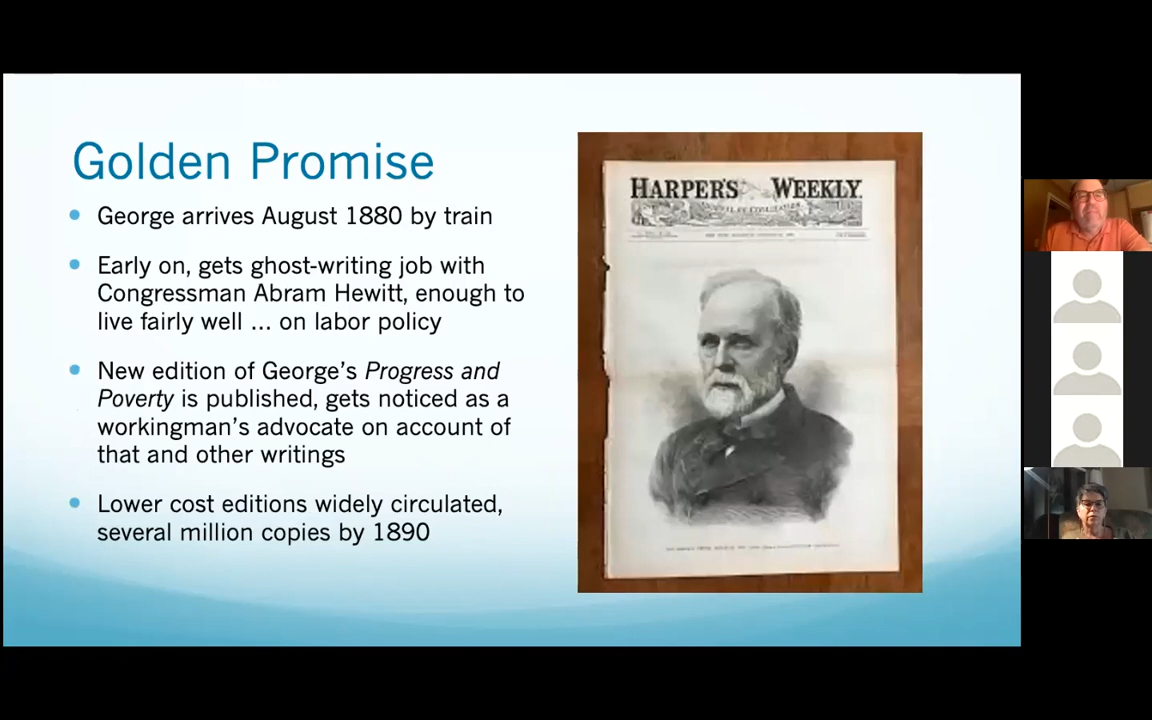 Golden Promise
George arrives August 1880 by train
Early on, gets ghost-writing job with
Congressman Abram Hewitt, enough to
live fairly well ... on labor policy
New edition of George’s Progress and
Poverty is published, gets noticed as a
workingman’s advocate on account of
that and other writings
Lower cost editions widely circulated,
several million copies by 1890
HARPER'S WEEKLY.